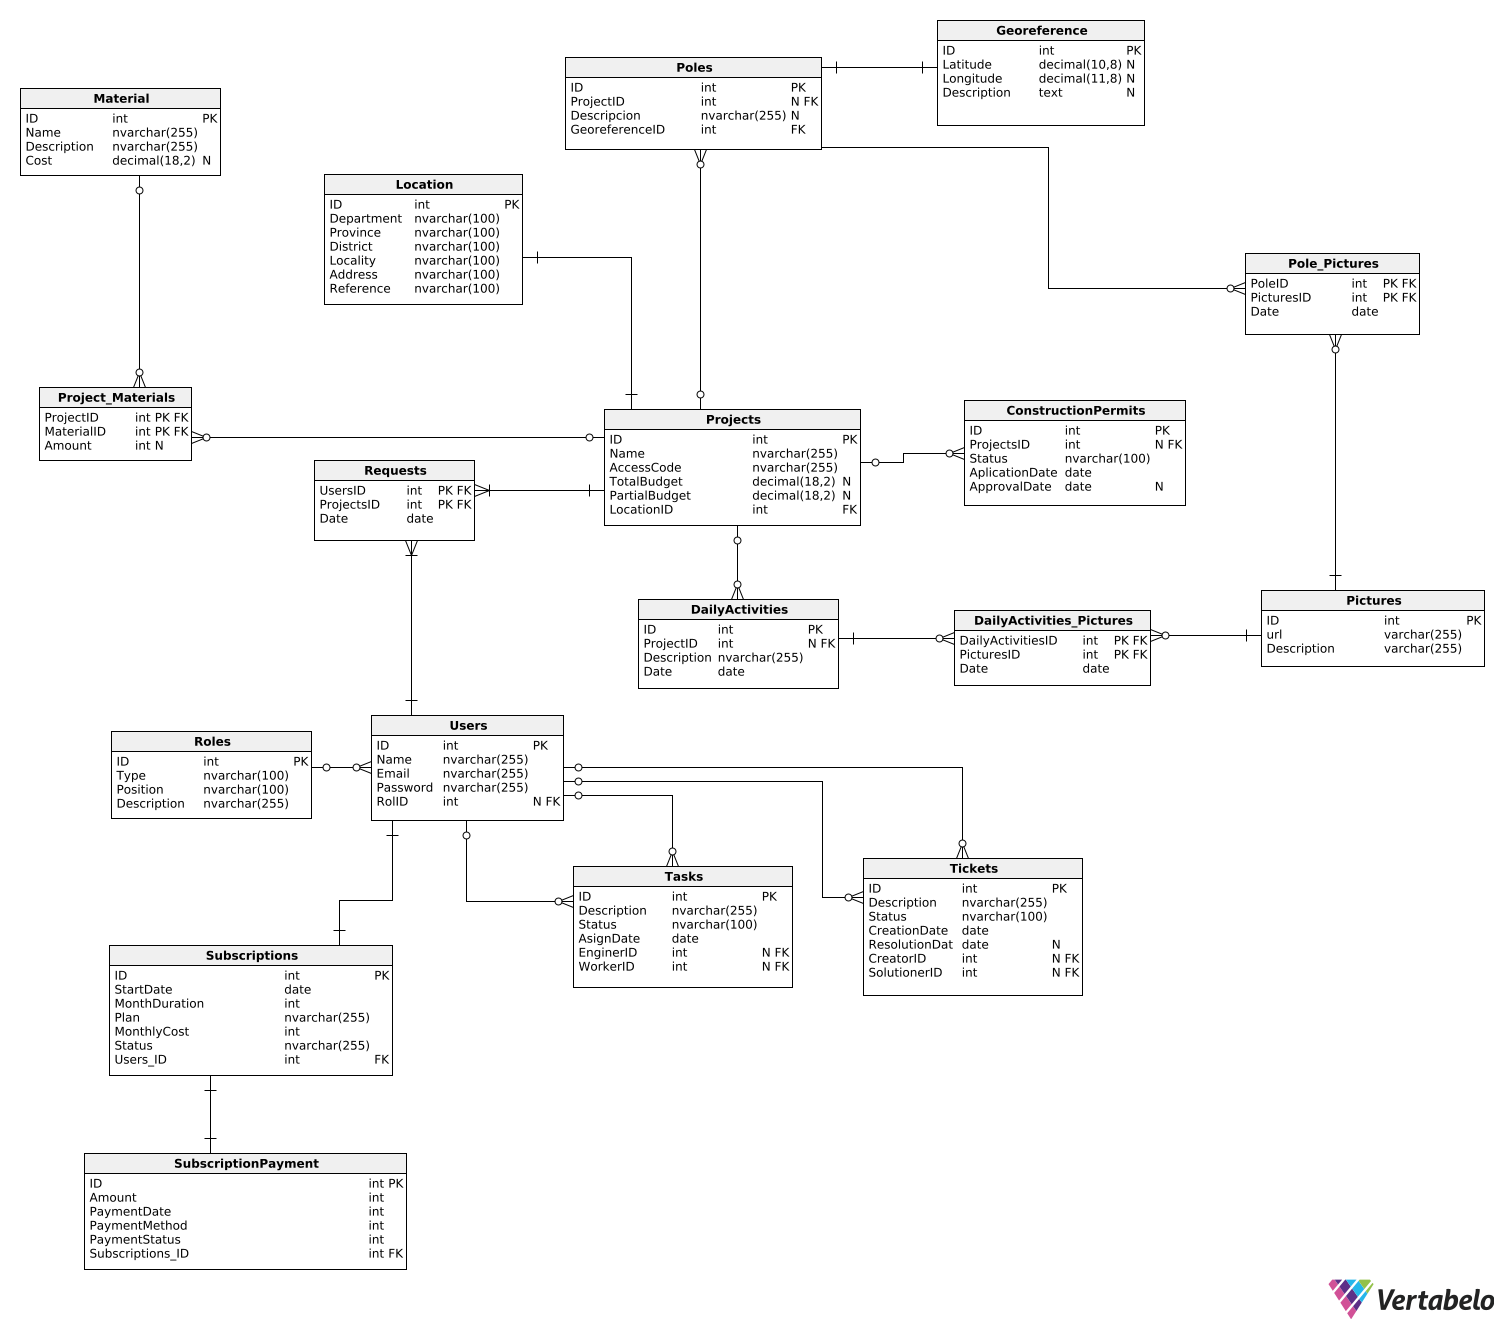 Georeference
ID int PK
Latitude decimal(10,8) N
Longitude decimal(11,8) N
Description text N
Poles
ID int PK
ProjectID int N FK
Descripcion nvarchar(255) N
GeoreferenceID int FK
Material
ID int PK
Name nvarchar(255)
Description nvarchar(255)
Cost decimal(18,2) N
Location
ID int PK
Department nvarchar(100)
Province nvarchar(100)
District nvarchar(100)
Locality nvarchar(100)
Address nvarchar(100)
Reference nvarchar(100)
Pole_Pictures
PoleID int PK FK
PicturesID int PK FK
Date date
Project_Materials
ProjectID int PK FK
MaterialID int PK FK
Amount int N
Projects
ID int PK
Name nvarchar(255)
AccessCode nvarchar(255)
TotalBudget decimal(18,2) N
PartialBudget decimal(18,2) N
LocationID int FK
ConstructionPermits
ID int PK
ProjectsID int N FK
Status nvarchar(100)
AplicationDate date
ApprovalDate date N
Requests
UsersID int PK FK
ProjectsID int PK FK
Date date
DailyActivities
ID int PK
ProjectID int N FK
Description nvarchar(255)
Date date
DailyActivities_Pictures
DailyActivitiesID int PK FK
PicturesID int PK FK
Date date
Pictures
ID int PK
url varchar(255)
Description varchar(255)
Roles
ID int PK
Type nvarchar(100)
Position nvarchar(100)
Description nvarchar(255)
Users
ID int PK
Name nvarchar(255)
Email nvarchar(255)
Password nvarchar(255)
RolID int N FK
Tasks
ID int PK
Description nvarchar(255)
Status nvarchar(100)
AsignDate date
EnginerID int N FK
WorkerID int N FK
Tickets
ID int PK
Description nvarchar(255)
Status nvarchar(100)
CreationDate date
ResolutionDat date N
CreatorID int N FK
SolutionerID int N FK
Subscriptions
ID int PK
StartDate date
MonthDuration int
Plan nvarchar(255)
MonthlyCost int
Status nvarchar(255)
Users_ID int FK
SubscriptionPayment
ID int PK
Amount int
PaymentDate int
PaymentMethod int
PaymentStatus int
Subscriptions_ID int FK
Vertabelo